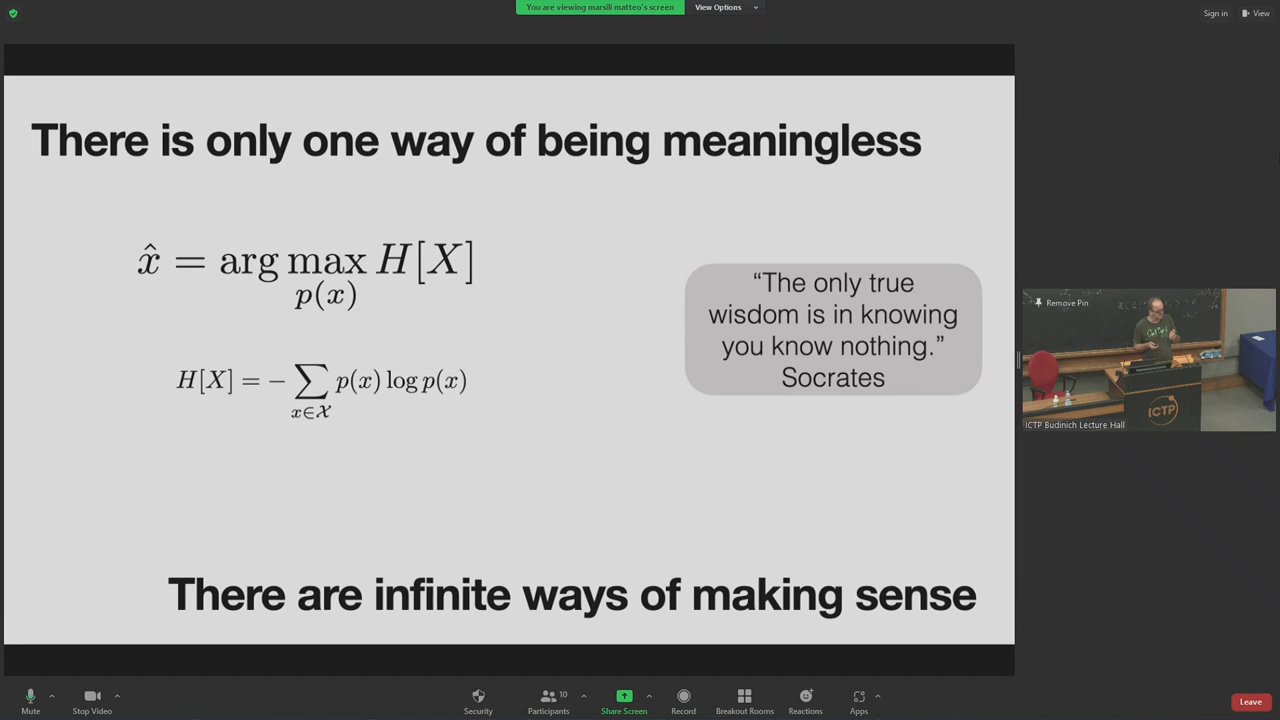 You are viewing marsili matteo's screen
View Options
Sign in
View
There is only one way of being meaningless
x̂ = arg max H[X]
p(x)
H[X] = − ∑ p(x) log p(x)
x∈𝒳
“The only true
wisdom is in knowing
you know nothing.”
Socrates
There are infinite ways of making sense
Remove Pin
ICTP
ICTP Budinich Lecture Hall
Mute
Stop Video
Security
Participants
10
Share Screen
Record
Breakout Rooms
Reactions
Apps
Leave